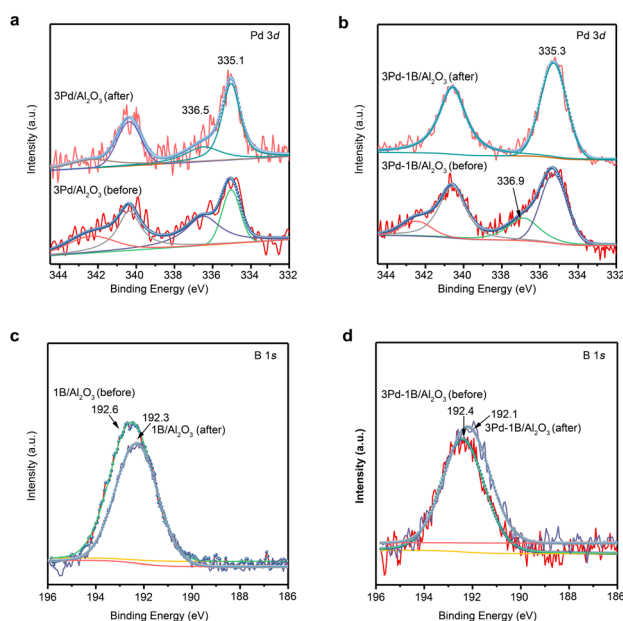 a
Pd 3d
335.1
3Pd/Al2O3 (after)
336.5
3Pd/AlO3 (before)
Intensity (a.u.)
344 342 340 338 336 334 332
Binding Energy (eV)
b
Pd 3d
335.3
3Pd-1B/Al2O3 (after)
3Pd-1B/Al2O3 (before)
336.9
Intensity (a.u.)
344 342 340 338 336 334 332
Binding Energy (eV)
c
B 1s
1B/Al2O3 (before)
192.6
192.3
1B/Al2O3 (after)
Intensity (a.u.)
196 194 192 190 188 186
Binding Energy (eV)
d
B 1s
3Pd-1B/Al2O3 (before)
192.4
192.1
3Pd-1B/Al2O3 (after)
Intensity (a.u.)
196 194 192 190 188 186
Binding Energy (eV)